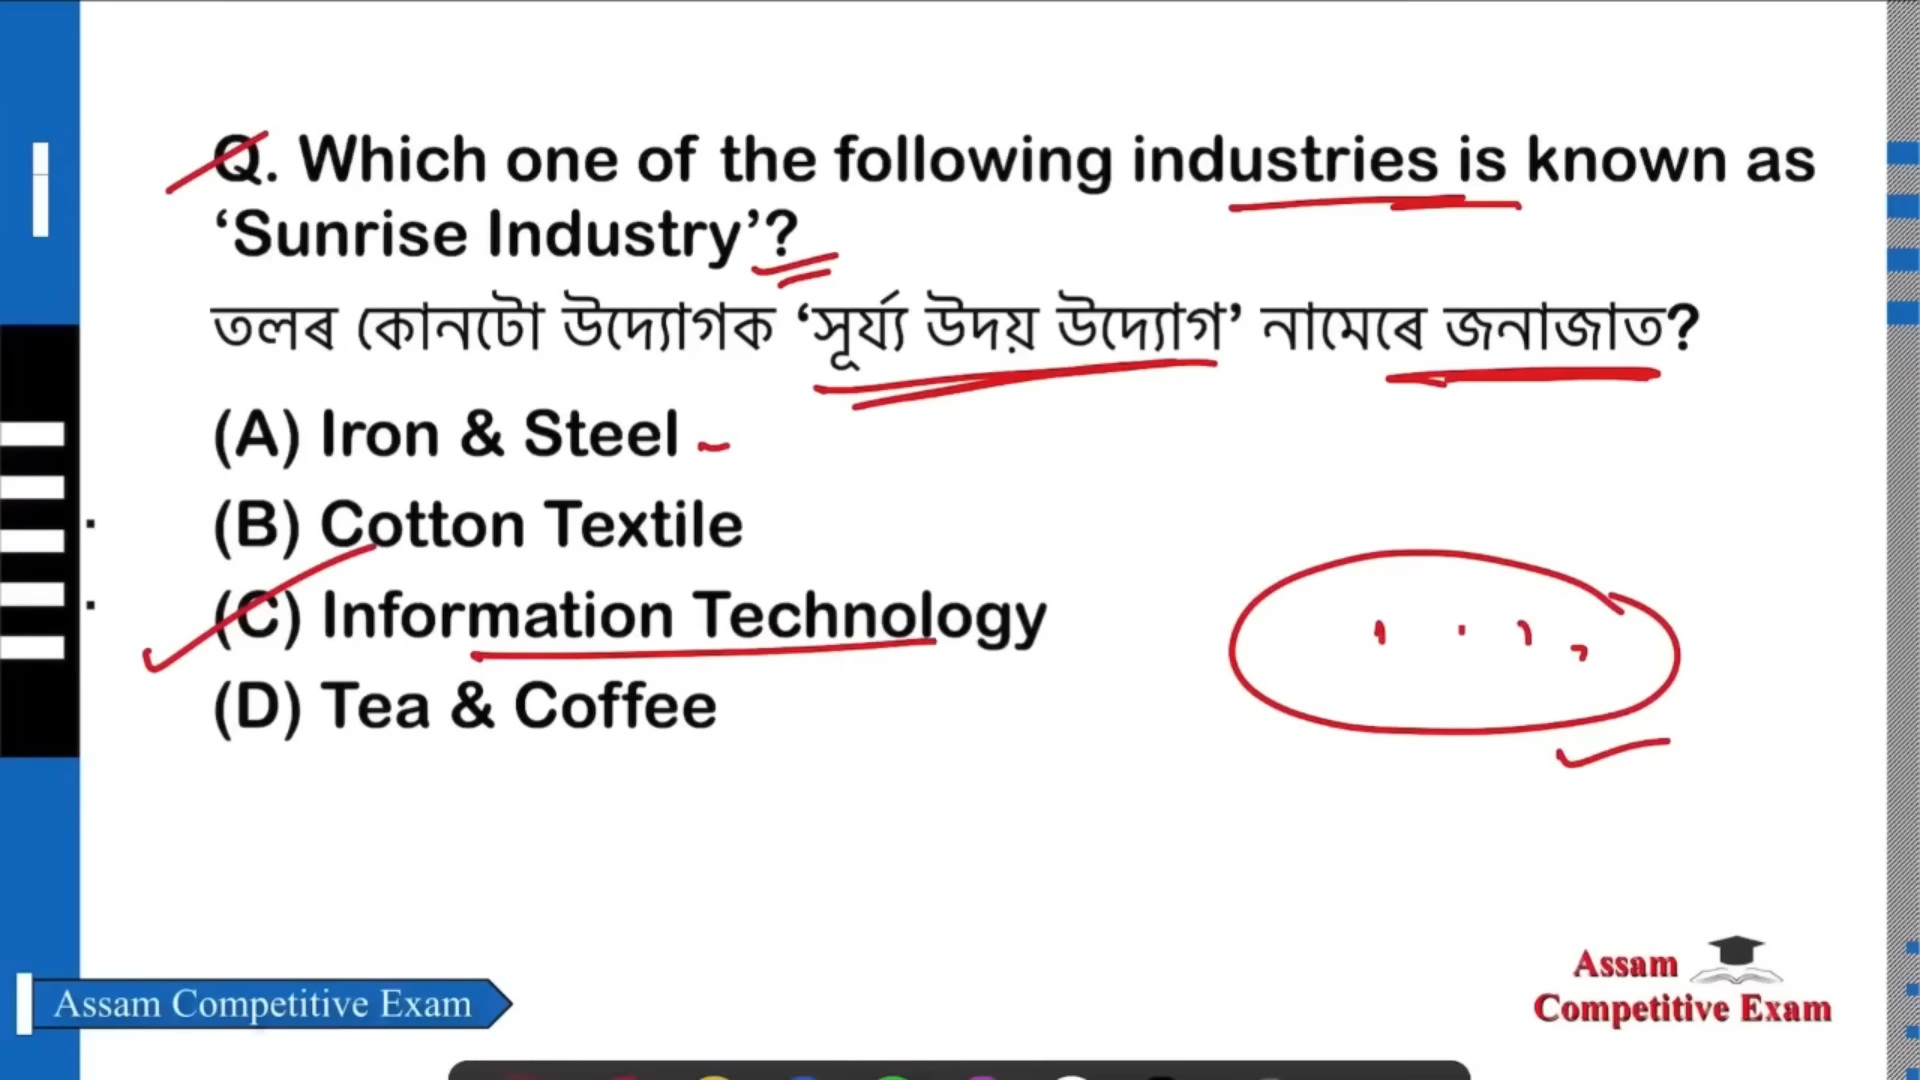 Q. Which one of the following industries is known as
‘Sunrise Industry’?
তলৰ কোনটো উদ্যোগক ‘সূৰ্য্য উদয় উদ্যোগ’ নামেৰে জনাজাত?
(A) Iron & Steel
(B) Cotton Textile
(C) Information Technology
(D) Tea & Coffee
Assam Competitive Exam
Assam
Competitive Exam